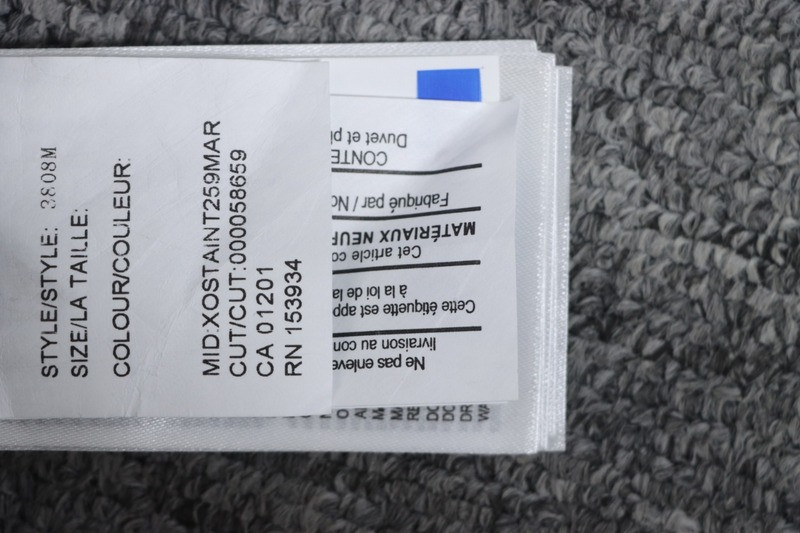 STYLE/STYLE: 3808M
SIZE/LA TAILLE:
COLOUR/COULEUR:
MID:XOSTAINT259MAR
CUT/CUT:000058659
CA 01201
RN 153934
Ne pas enleve
livraison au con
Cette étiquette est app
à la loi de la
Cet article co
MATÉRIAUX NEUF
Fabriqué par / No
CONTE
Duvet et pl